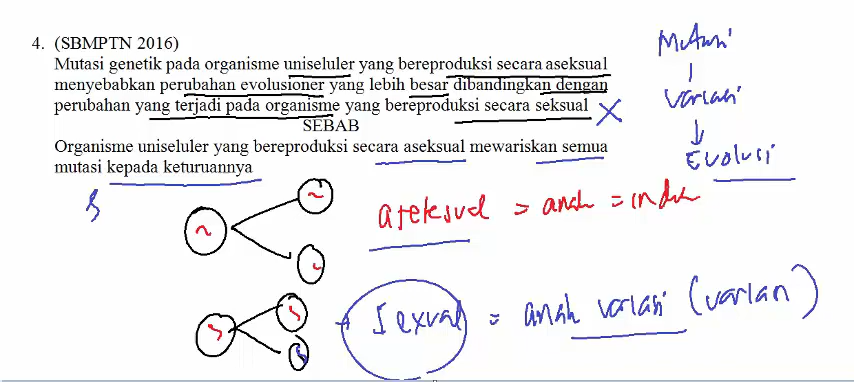 4. (SBMPTN 2016)
Mutasi genetik pada organisme uniseluler yang bereproduksi secara aseksual
menyebabkan perubahan evolusioner yang lebih besar dibandingkan dengan
perubahan yang terjadi pada organisme yang bereproduksi secara seksual
SEBAB
Organisme uniseluler yang bereproduksi secara aseksual mewariskan semua
mutasi kepada keturuannya
Mutasi
variasi
Evolusi
aseksual = anak = induk
Sexual = anak variasi (varian)